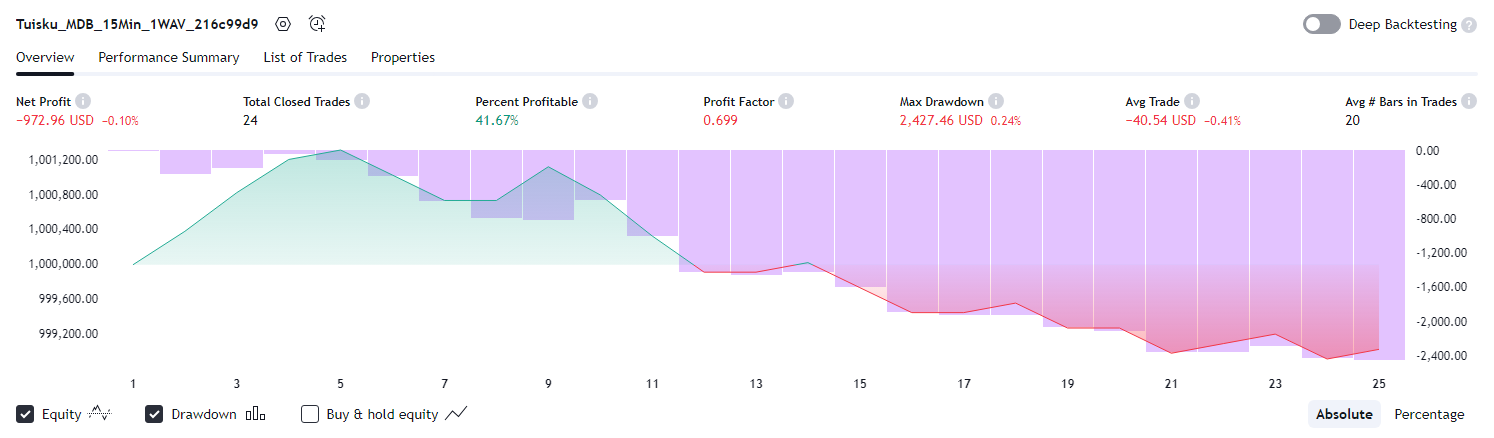 Tuisku_MDB_15Min_1WAV_216c99d9 Deep Backtesting ?
Overview Performance Summary List of Trades Properties
Net Profit Total Closed Trades Percent Profitable Profit Factor Max Drawdown Avg Trade Avg # Bars in Trades
−972.96 USD −0.10% 24 41.67% 0.699 2,427.46 USD 0.24% −40.54 USD −0.41% 20
1,001,200.00 0.00
1,000,800.00 -400.00
1,000,400.00 -800.00
1,000,000.00 -1,200.00
999,600.00 -1,600.00
999,200.00 -2,000.00
-2,400.00
1 3 5 7 9 11 13 15 17 19 21 23 25
Equity Drawdown Buy & hold equity Absolute Percentage